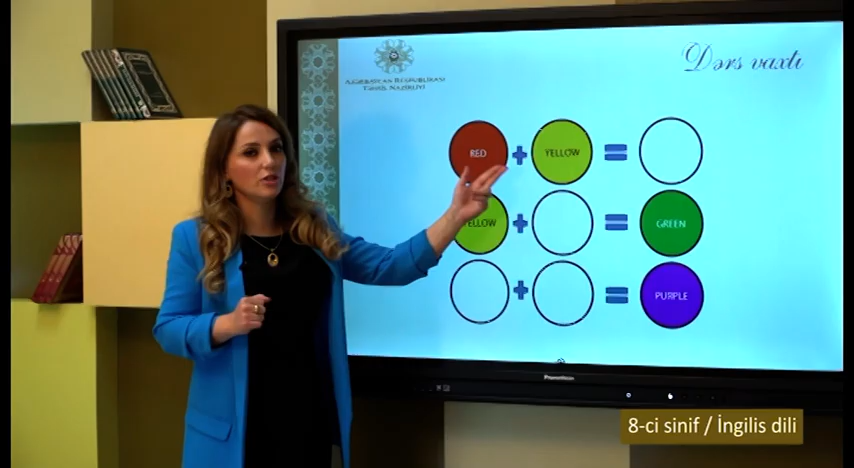 Dərs vaxtı
AZƏRBAYCAN RESPUBLİKASI
TƏHSİL NAZİRLİYİ
RED
YELLOW
YELLOW
GREEN
PURPLE
Promethean
8-ci sinif / İngilis dili